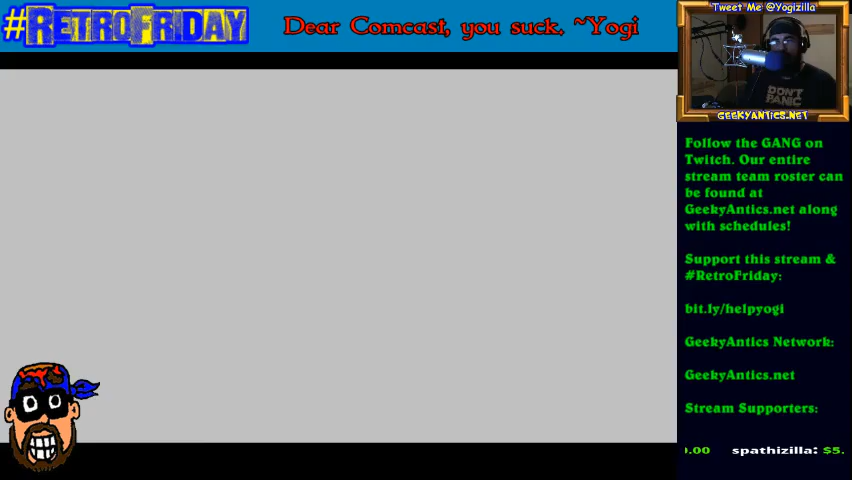 #RETROFRIDAY
Dear Comcast, you suck. ~Yogi
Tweet Me @Yogizilla
DON'T
PANIC
GEEKYANTICS.NET
Follow the GANG on
Twitch. Our entire
stream team roster can
be found at
GeekyAntics.net along
with schedules!
Support this stream &
#RetroFriday:
bit.ly/helpyogi
GeekyAntics Network:
GeekyAntics.net
Stream Supporters:
.00 spathizilla: $5.